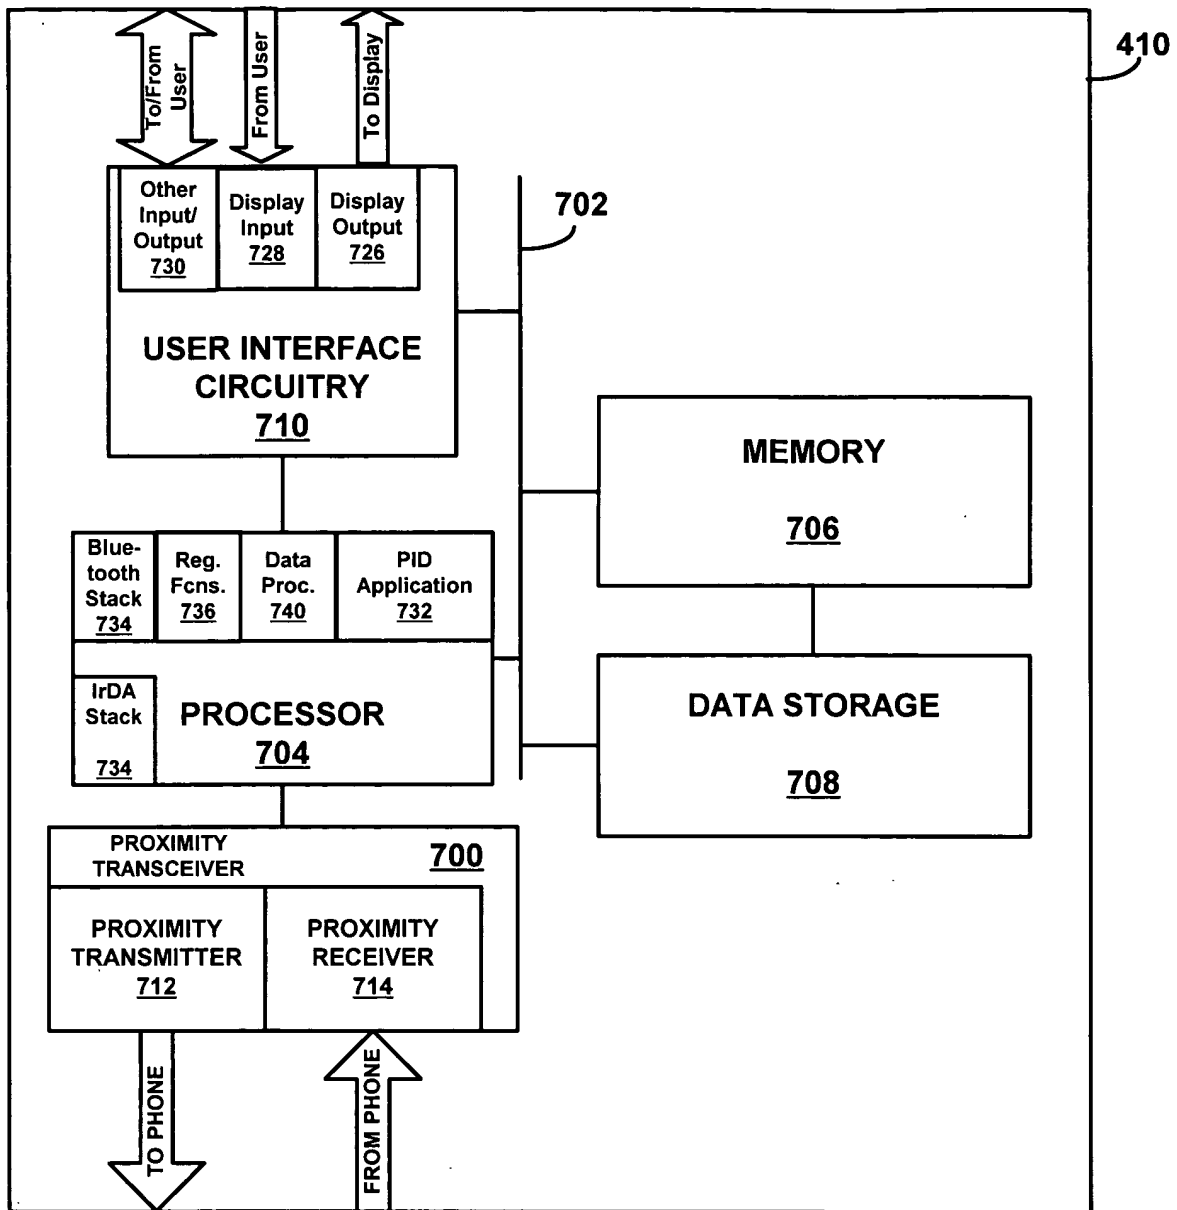 410
To/From
User
From User
To Display
Other
Input/
Output
730
Display
Input
728
Display
Output
726
702
USER INTERFACE
CIRCUITRY
710
MEMORY
706
Blue-
tooth
Stack
734
Reg.
Fcns.
736
Data
Proc.
740
PID
Application
732
IrDA
Stack
734
PROCESSOR
704
DATA STORAGE
708
PROXIMITY
TRANSCEIVER
700
PROXIMITY
TRANSMITTER
712
PROXIMITY
RECEIVER
714
TO PHONE
FROM PHONE